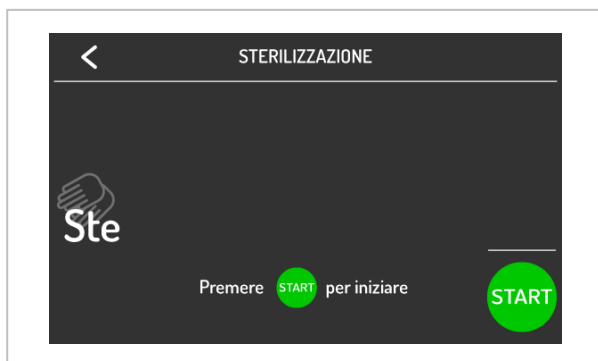 STERILIZZAZIONE
Ste
Premere START per iniziare
START